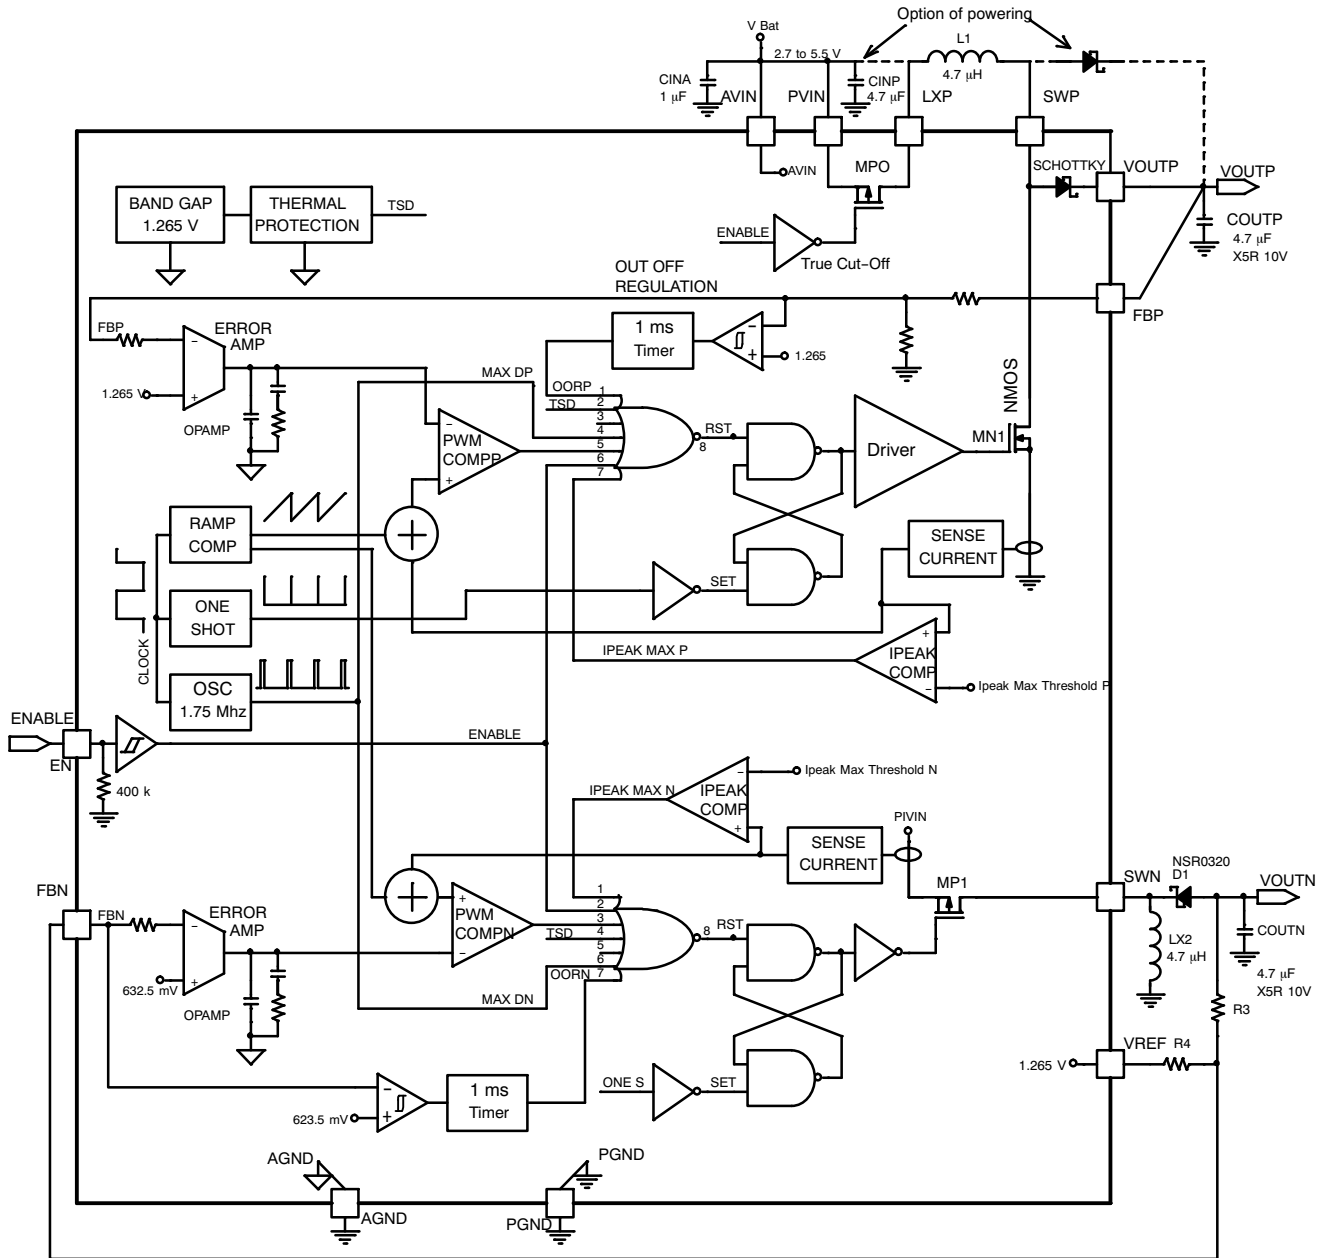 Option of powering
V Bat
L1
2.7 to 5.5 V
4.7 μH
CINA
1 μF
CINP
4.7 μF
AVIN
PVIN
LXP
SWP
SCHOTTKY
VOUTP
VOUTP
MPO
AVIN
BAND GAP
1.265 V
THERMAL
PROTECTION
TSD
COUTP
4.7 μF
X5R 10V
ENABLE
True Cut-Off
OUT OFF
REGULATION
FBP
FBP
ERROR
AMP
−
+
1 ms
Timer
−
+
1.265
1.265 V
MAX DP
OORP
TSD
1
2
3
4
5
6
7
8
RST
NMOS
OPAMP
−
PWM
COMPP
+
Driver
MN1
RAMP
COMP
SENSE
CURRENT
ONE
SHOT
SET
CLOCK
IPEAK MAX P
+
IPEAK
COMP
−
Ipeak Max Threshold P
OSC
1.75 Mhz
ENABLE
EN
ENABLE
400 k
−
Ipeak Max Threshold N
IPEAK MAX N
IPEAK
COMP
+
PIVIN
SENSE
CURRENT
NSR0320
D1
SWN
VOUTN
MP1
FBN
FBN
ERROR
AMP
−
+
+
PWM
COMPN
−
1
2
3
4
5
6
7
TSD
OORN
8
RST
LX2
4.7 μH
COUTN
4.7 μF
X5R 10V
632.5 mV
OPAMP
MAX DN
R3
VREF
R4
1.265 V
−
+
623.5 mV
1 ms
Timer
ONE S
SET
AGND
PGND
AGND
PGND